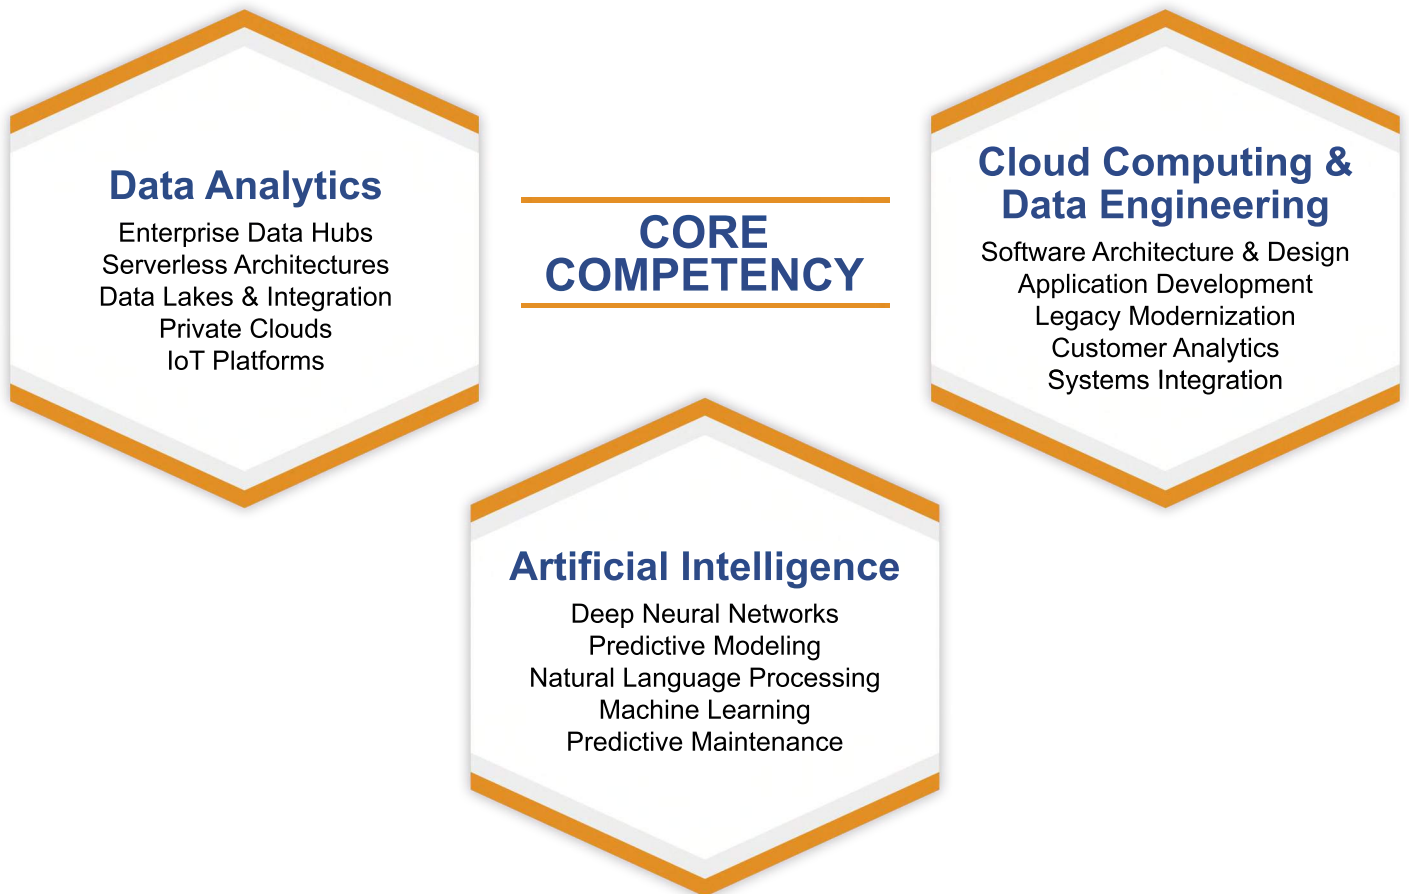 Data Analytics
Enterprise Data Hubs
Serverless Architectures
Data Lakes & Integration
Private Clouds
IoT Platforms
CORE
COMPETENCY
Cloud Computing &
Data Engineering
Software Architecture & Design
Application Development
Legacy Modernization
Customer Analytics
Systems Integration
Artificial Intelligence
Deep Neural Networks
Predictive Modeling
Natural Language Processing
Machine Learning
Predictive Maintenance